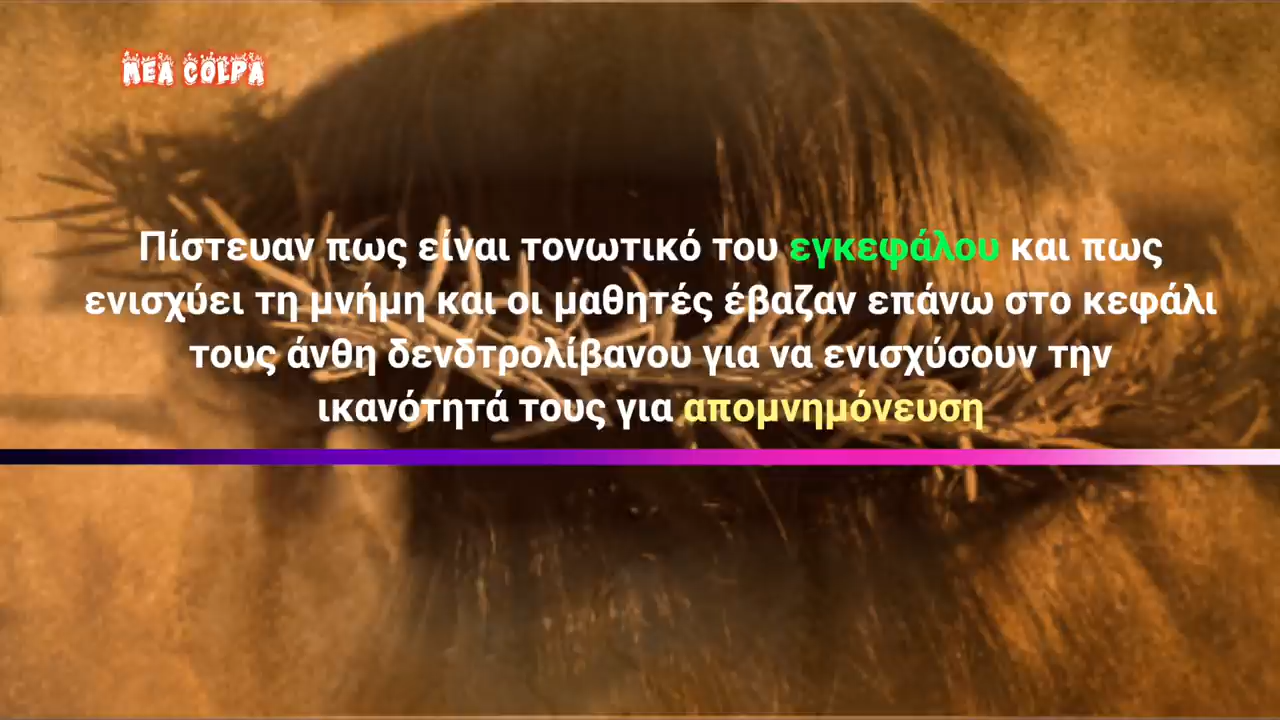 MEA COLPA
Πίστευαν πως είναι τονωτικό του εγκεφάλου και πως
ενισχύει τη μνήμη και οι μαθητές έβαζαν επάνω στο κεφάλι
τους άνθη δενδτρολίβανου για να ενισχύσουν την
ικανότητά τους για απομνημόνευση